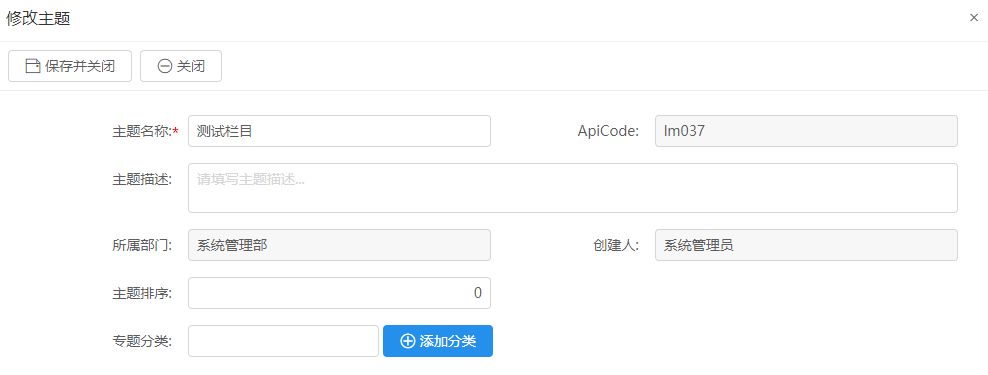 修改主题
×
保存并关闭 关闭
主题名称:* 测试栏目 ApiCode: lm037
主题描述: 请填写主题描述...
所属部门: 系统管理部 创建人: 系统管理员
主题排序: 0
专题分类: 添加分类